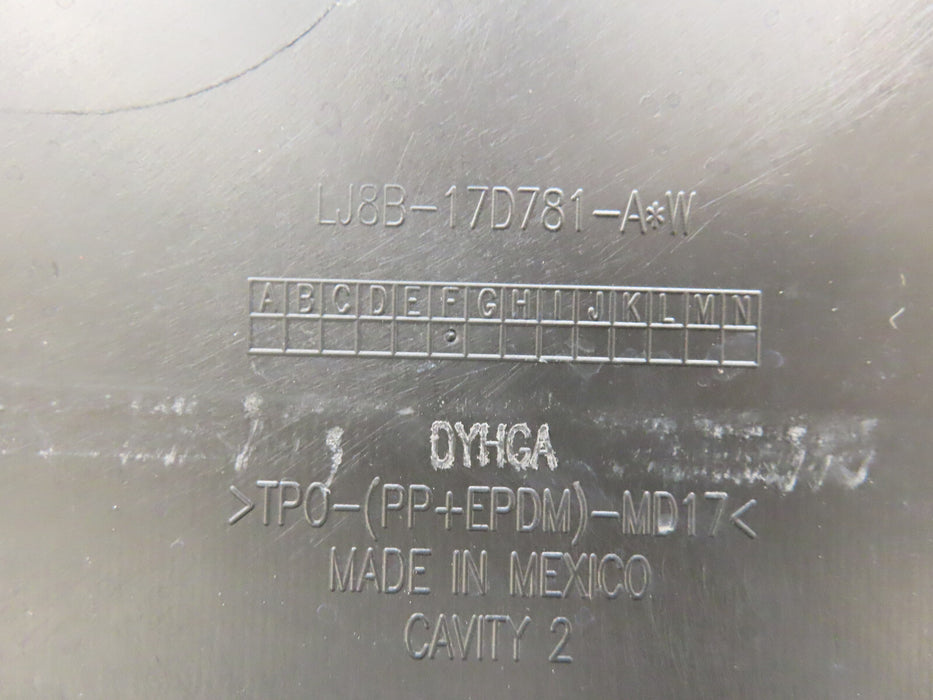 LJ8B-17D781-A*W
A B C D E F G H I J K L M N
DYHGA
>TPO-(PP+EPDM)-MD17<
MADE IN MEXICO
CAVITY 2